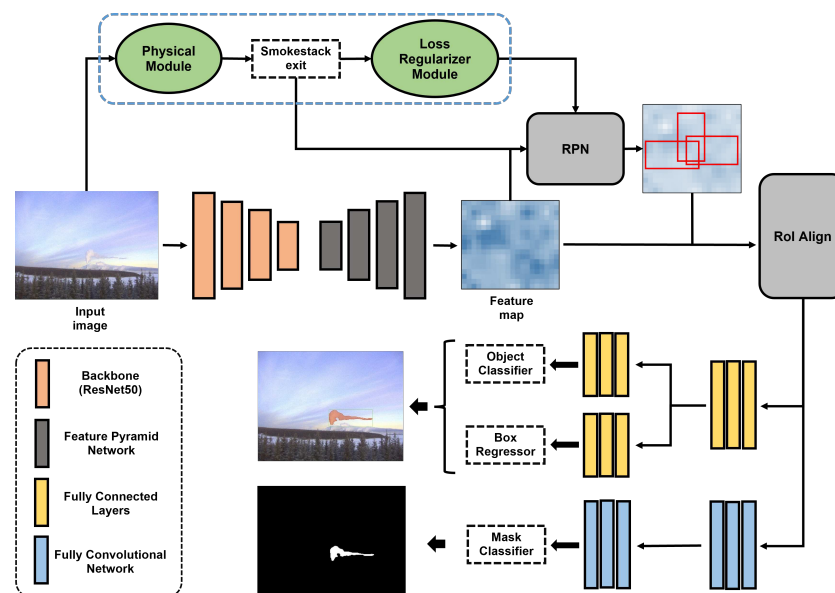 Physical
Module
Smokestack
exit
Loss
Regularizer
Module
RPN
RoI Align
Input
image
Feature
map
Backbone
(ResNet50)
Feature Pyramid
Network
Fully Connected
Layers
Fully Convolutional
Network
Object
Classifier
Box
Regressor
Mask
Classifier